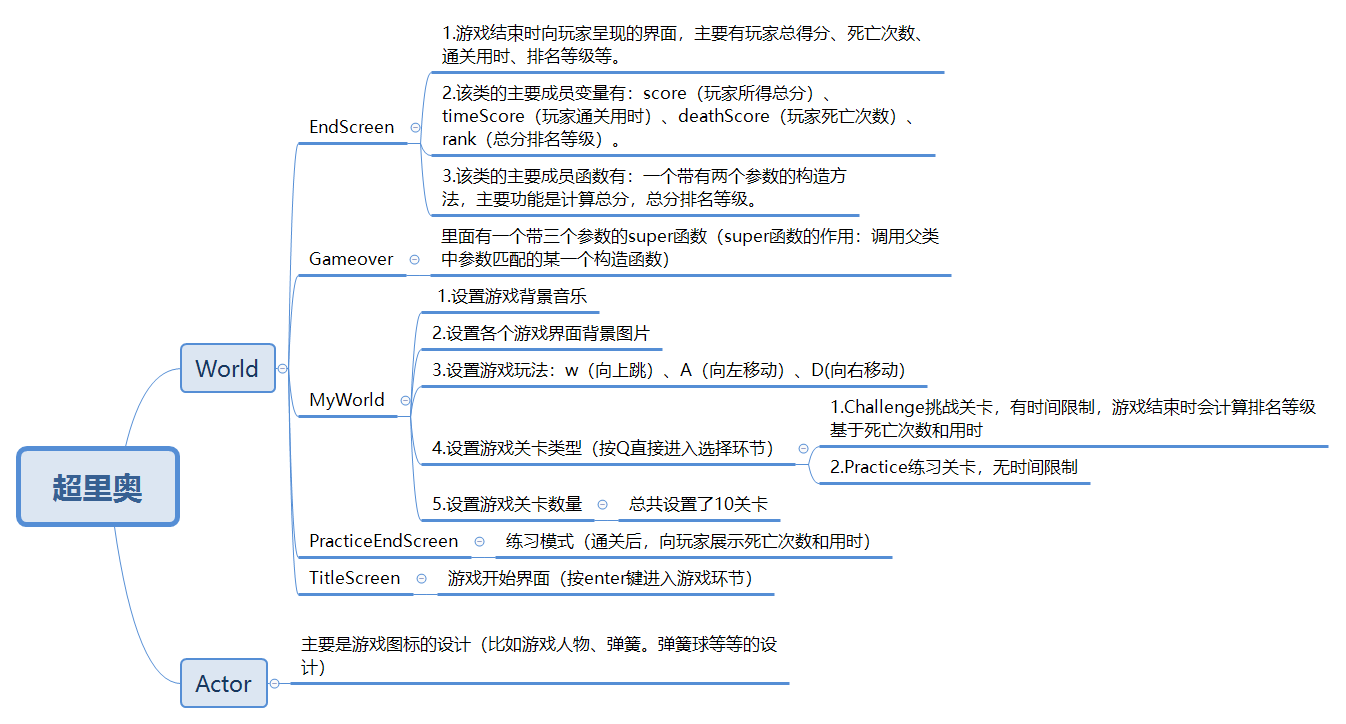 超里奥
World
EndScreen
1.游戏结束时向玩家呈现的界面，主要有玩家总得分、死亡次数、
通关用时、排名等级等。
2.该类的主要成员变量有：score（玩家所得总分）、
timeScore（玩家通关用时）、deathScore（玩家死亡次数）、
rank（总分排名等级）。
3.该类的主要成员函数有：一个带有两个参数的构造方
法，主要功能是计算总分，总分排名等级。
Gameover
里面有一个带三个参数的super函数（super函数的作用：调用父类
中参数匹配的某一个构造函数）
MyWorld
1.设置游戏背景音乐
2.设置各个游戏界面背景图片
3.设置游戏玩法：w（向上跳）、A（向左移动）、D(向右移动）
4.设置游戏关卡类型（按Q直接进入选择环节）
1.Challenge挑战关卡，有时间限制，游戏结束时会计算排名等级
基于死亡次数和用时
2.Practice练习关卡，无时间限制
5.设置游戏关卡数量
总共设置了10关卡
PracticeEndScreen
练习模式（通关后，向玩家展示死亡次数和用时）
TitleScreen
游戏开始界面（按enter键进入游戏环节）
Actor
主要是游戏图标的设计（比如游戏人物、弹簧。弹簧球等等的设
计）